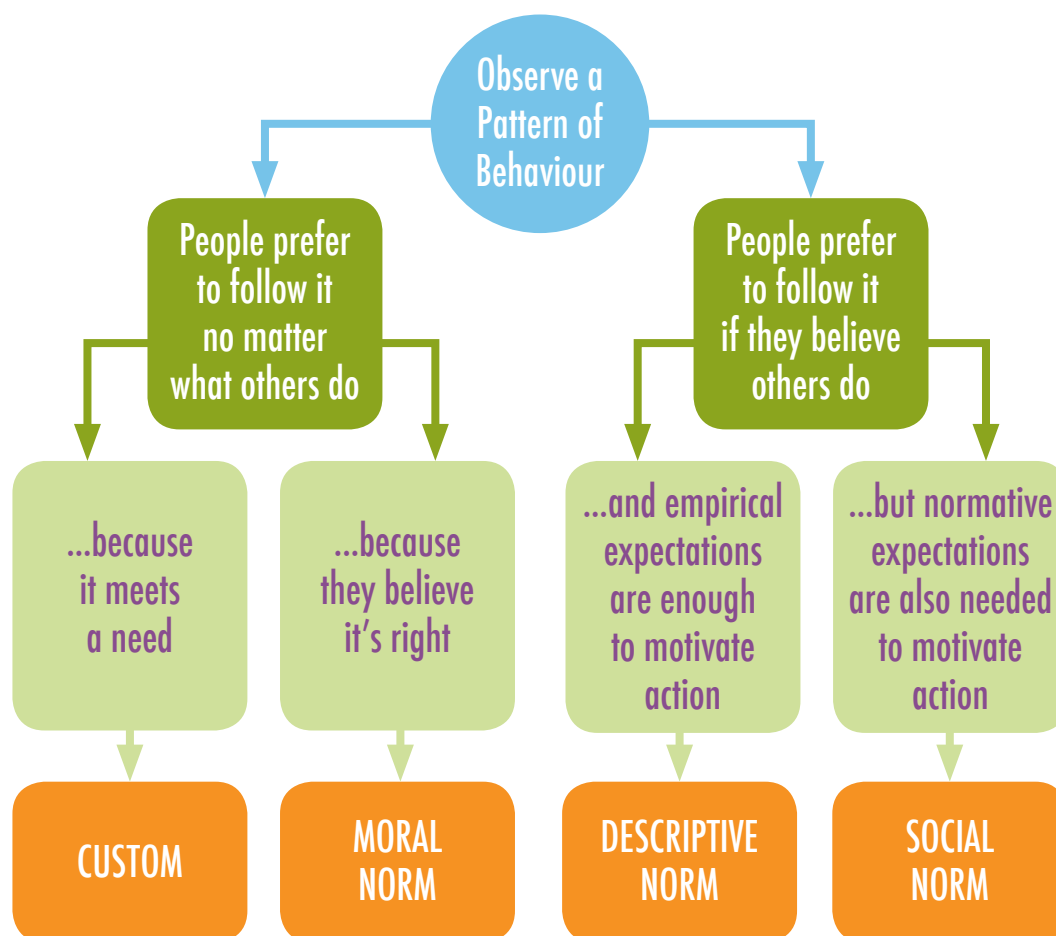 Observe a
Pattern of
Behaviour
People prefer
to follow it
no matter
what others do
People prefer
to follow it
if they believe
others do
...because
it meets
a need
...because
they believe
it's right
...and empirical
expectations
are enough
to motivate
action
...but normative
expectations
are also needed
to motivate
action
CUSTOM
MORAL
NORM
DESCRIPTIVE
NORM
SOCIAL
NORM